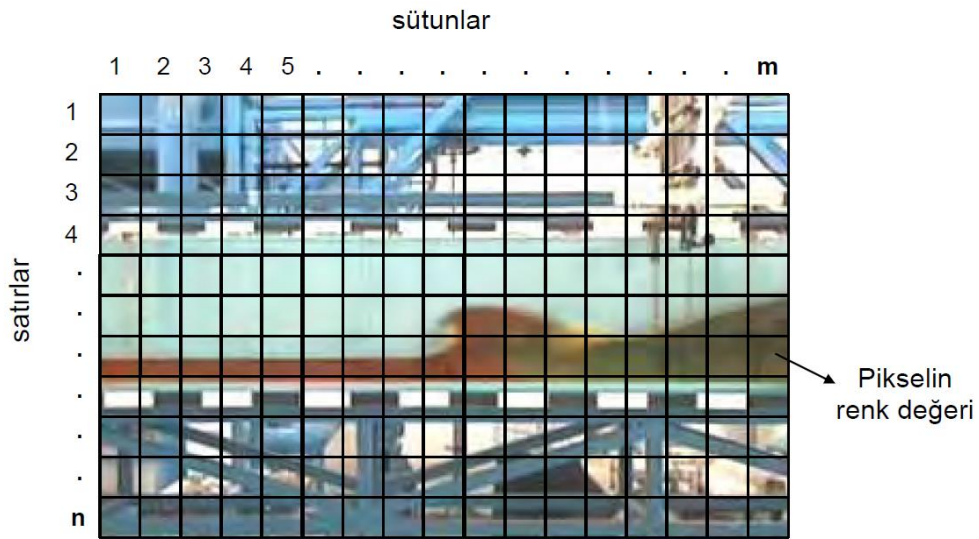 sütunlar
1 2 3 4 5 . . . . . . . . . . . m
1
2
3
4
.
.
.
.
.
.
n
satırlar
Pikselin
renk değeri